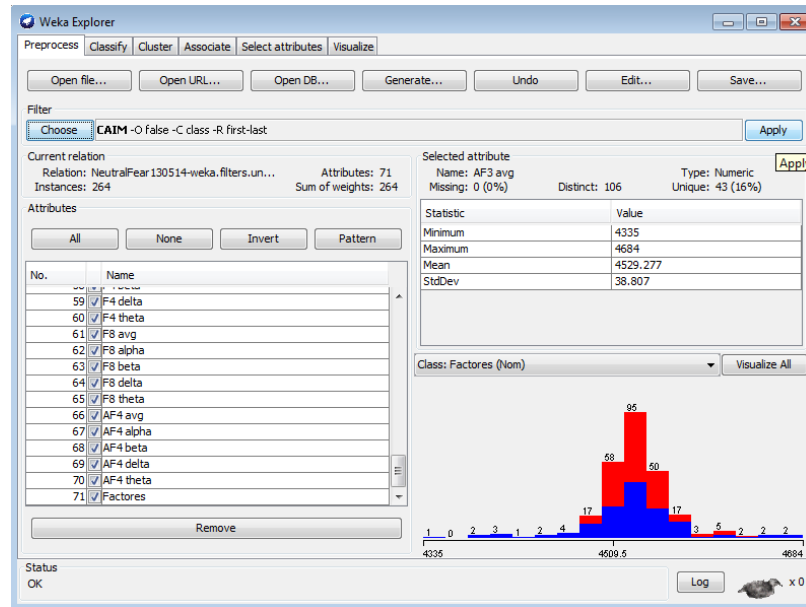 Weka Explorer
Preprocess Classify Cluster Associate Select attributes Visualize
Open file... Open URL... Open DB... Generate... Undo Edit... Save...
Filter
Choose CAIM -O false -C class -R first-last Apply
Apply
Current relation
Relation: NeutralFear130514-weka.filters.un... Attributes: 71
Instances: 264 Sum of weights: 264
Selected attribute
Name: AF3 avg Type: Numeric
Missing: 0 (0%) Distinct: 106 Unique: 43 (16%)
Attributes
All None Invert Pattern
No. Name
59 F4 delta
60 F4 theta
61 F8 avg
62 F8 alpha
63 F8 beta
64 F8 delta
65 F8 theta
66 AF4 avg
67 AF4 alpha
68 AF4 beta
69 AF4 delta
70 AF4 theta
71 Factores
Remove
Statistic Value
Minimum 4335
Maximum 4684
Mean 4529.277
StdDev 38.807
Class: Factores (Nom) Visualize All
1 0 2 3 1 2 4 17 58 95 50 17 3 5 2 2 2
4335 4509.5 4684
Status
OK
Log x 0